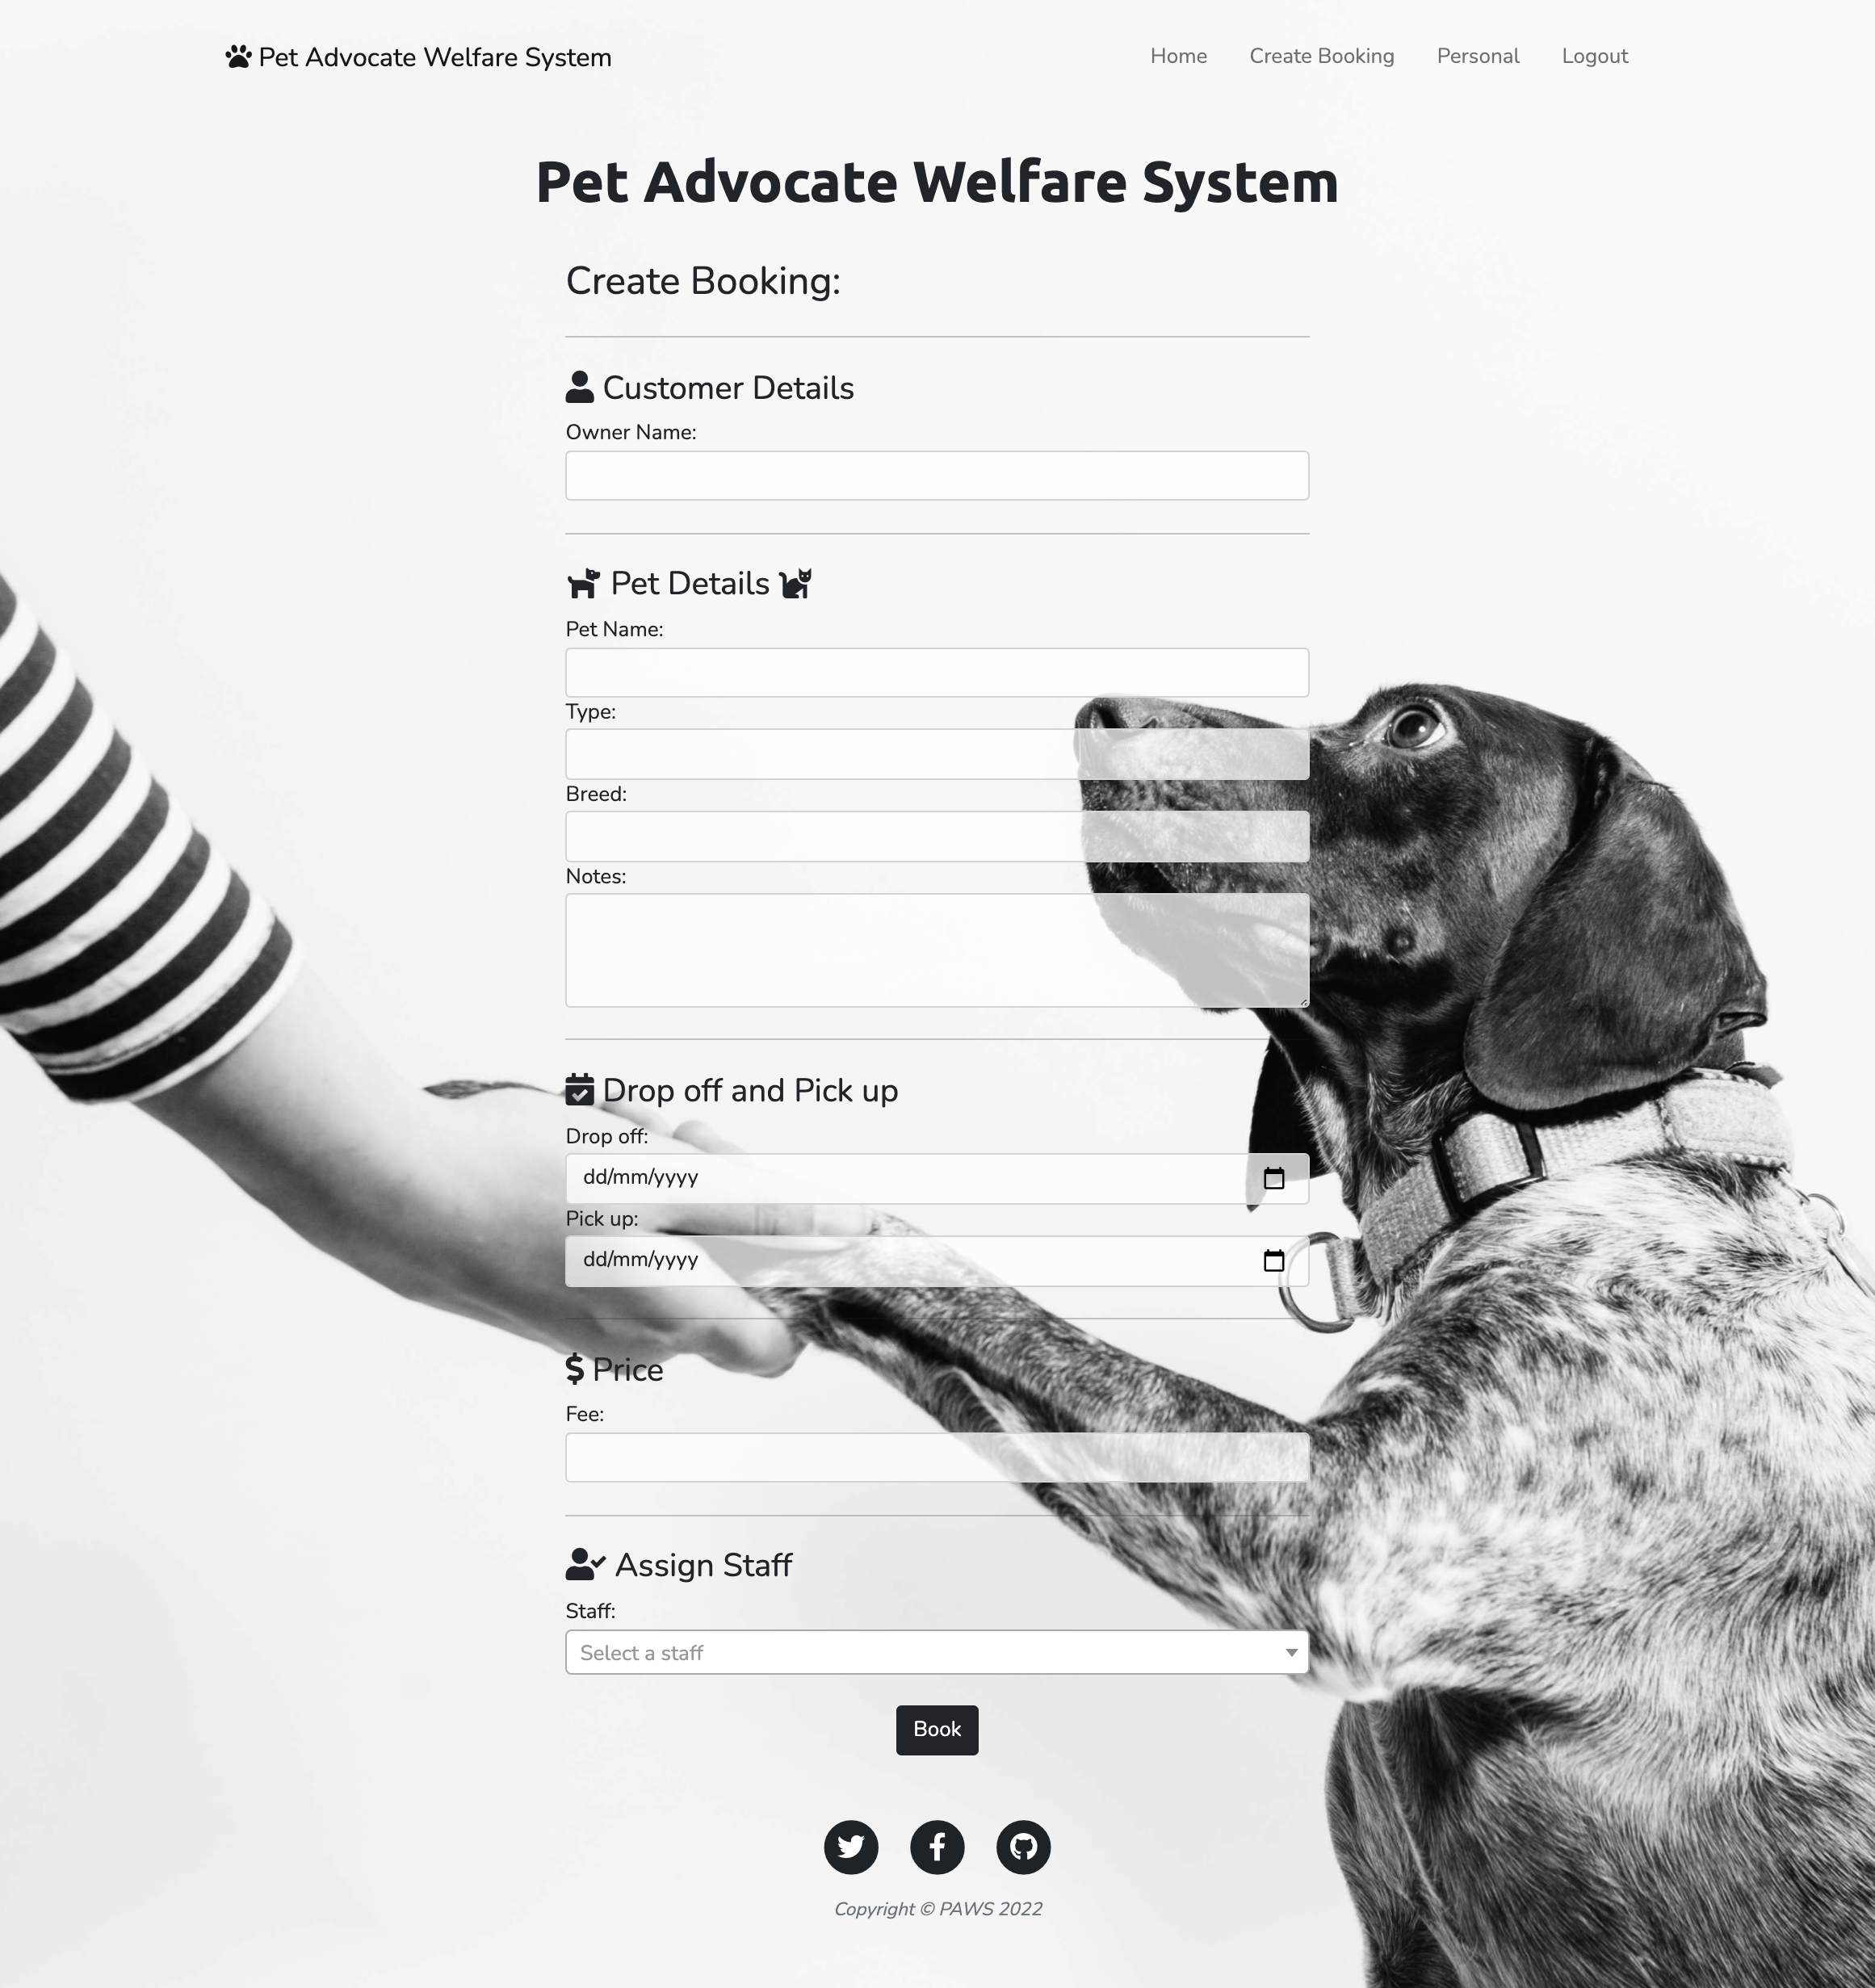 Pet Advocate Welfare System
Home Create Booking Personal Logout
Pet Advocate Welfare System
Create Booking:
Customer Details
Owner Name:
Pet Details
Pet Name:
Type:
Breed:
Notes:
Drop off and Pick up
Drop off:
dd/mm/yyyy
Pick up:
dd/mm/yyyy
$ Price
Fee:
Assign Staff
Staff:
Select a staff
Book
Copyright © PAWS 2022